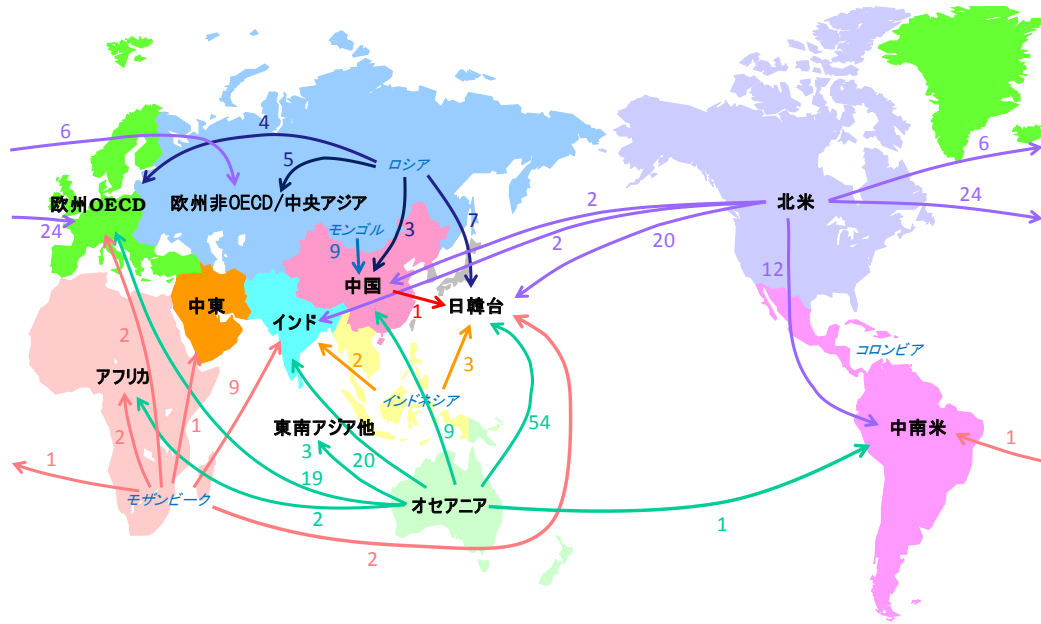 4
6
5
ロシア
6
欧州OECD
欧州非OECD/中央アジア
北米
2
24
7
24
モンゴル
3
2
20
9
12
中国
中東
日韓台
1
インド
2
コロンビア
2
3
アフリカ
9
インドネシア
54
東南アジア他
9
中南米
2
1
1
3
20
1
19
モザンビーク
オセアニア
2
1
2